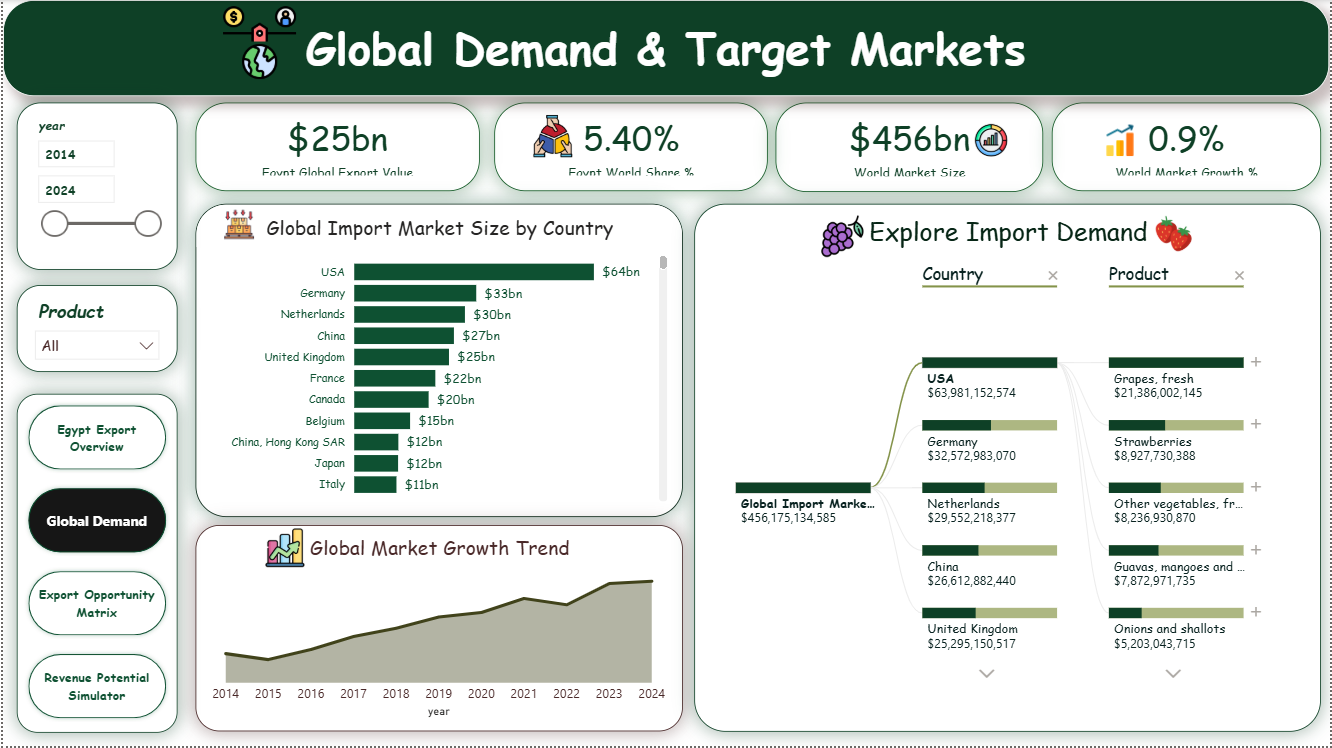 Global Demand & Target Markets
year
2014
2024
Product
All
Egypt Export
Overview
Global Demand
Export Opportunity
Matrix
Revenue Potential
Simulator
$25bn
Egypt Global Export Value
5.40%
Egypt World Share %
$456bn
World Market Size
0.9%
World Market Growth %
Global Import Market Size by Country
USA $64bn
Germany $33bn
Netherlands $30bn
China $27bn
United Kingdom $25bn
France $22bn
Canada $20bn
Belgium $15bn
China, Hong Kong SAR $12bn
Japan $12bn
Italy $11bn
Global Market Growth Trend
2014 2015 2016 2017 2018 2019 2020 2021 2022 2023 2024
year
Explore Import Demand
Country Product
Global Import Marke...
$456,175,134,585
USA
$63,981,152,574
Germany
$32,572,983,070
Netherlands
$29,552,218,377
China
$26,612,882,440
United Kingdom
$25,295,150,517
Grapes, fresh
$21,386,002,145
Strawberries
$8,927,730,388
Other vegetables, fr...
$8,236,930,870
Guavas, mangoes and ...
$7,872,971,735
Onions and shallots
$5,203,043,715